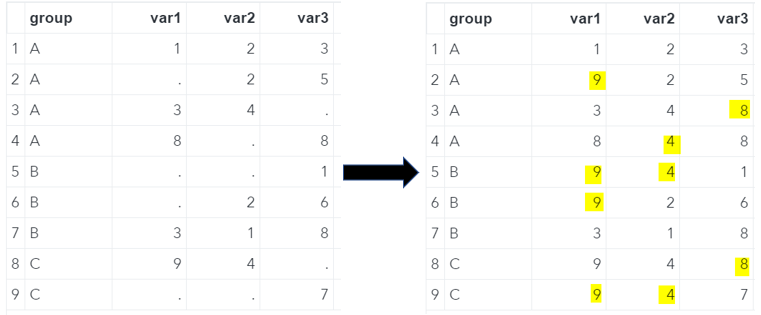 group var1 var2 var3 group var1 var2 var3
1 A 1 2 3 1 A 1 2 3
2 A . 2 5 2 A 9 2 5
3 A 3 4 . 3 A 3 4 8
4 A 8 . 8 4 A 8 4 8
5 B . . 1 5 B 9 4 1
6 B . 2 6 6 B 9 2 6
7 B 3 1 8 7 B 3 1 8
8 C 9 4 . 8 C 9 4 8
9 C . . 7 9 C 9 4 7